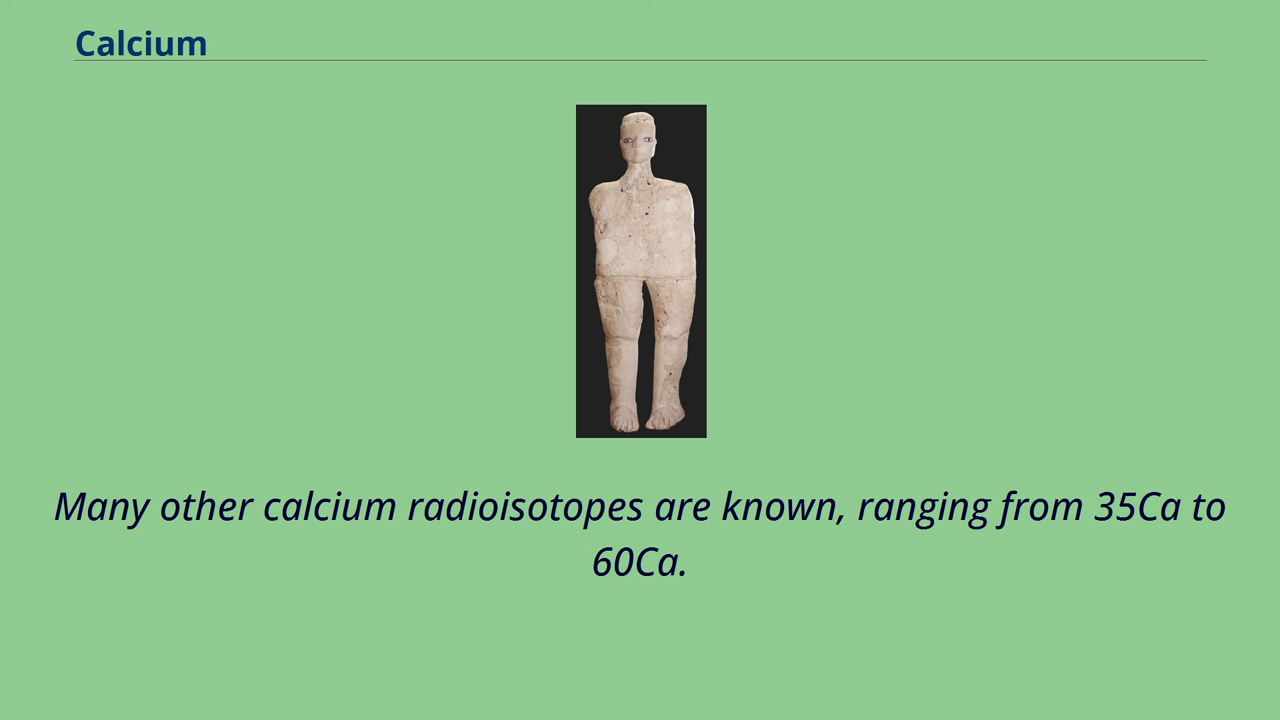 Calcium
Many other calcium radioisotopes are known, ranging from 35Ca to
60Ca.